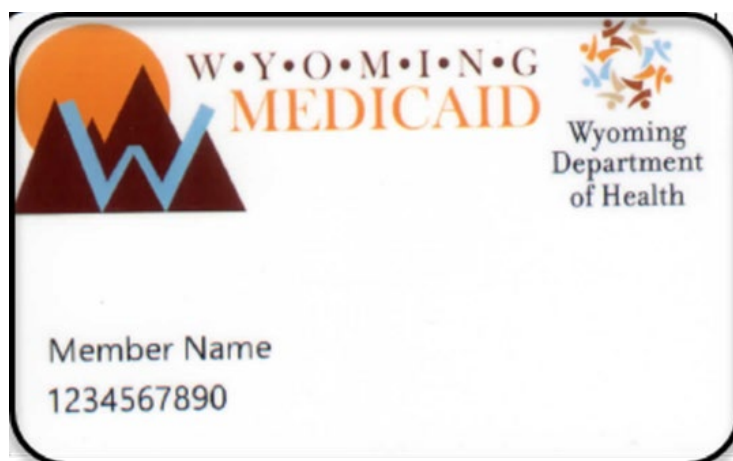 W•Y•O•M•I•N•G
MEDICAID
Wyoming
Department
of Health
Member Name
1234567890